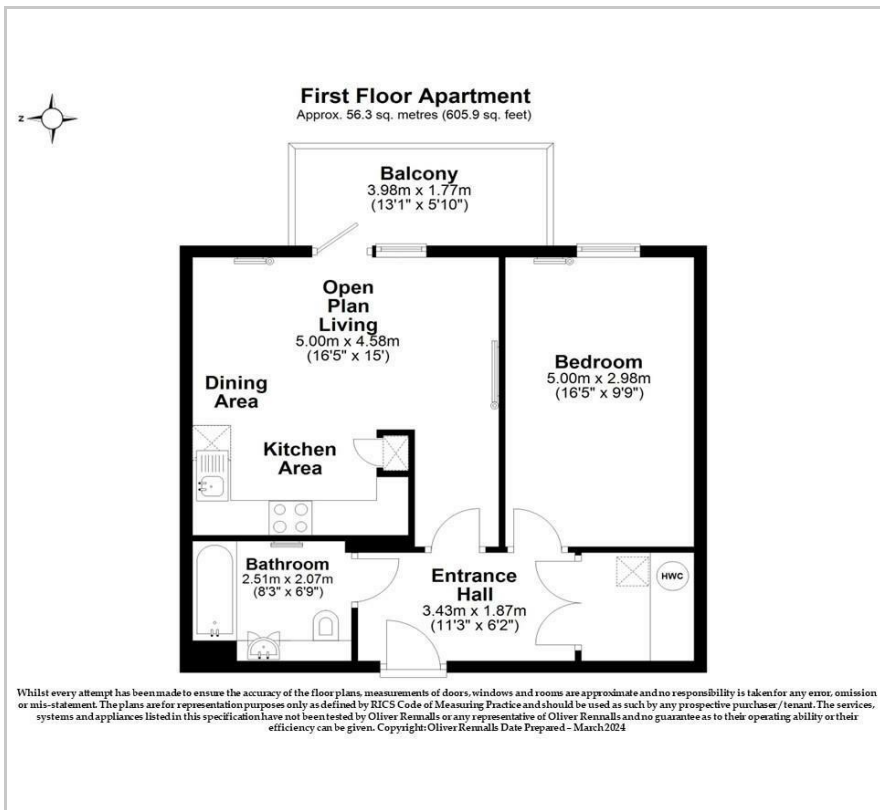 First Floor Apartment
Approx. 56.3 sq. metres (605.9 sq. feet)
Z
Balcony
3.98m x 1.77m
(13'1" x 5'10")
Open
Plan
Living
5.00m x 4.58m
(16'5" x 15')
Bedroom
5.00m x 2.98m
(16'5" x 9'9")
Dining
Area
Kitchen
Area
Bathroom
2.51m x 2.07m
(8'3" x 6'9")
Entrance
Hall
3.43m x 1.87m
(11'3" x 6'2")
HWC
Whilst every attempt has been made to ensure the accuracy of the floor plans, measurements of doors, windows and rooms are approximate and no responsibility is taken for any error, omission
or mis-statement. The plans are for representation purposes only as defined by RICS Code of Measuring Practice and should be used as such by any prospective purchaser/tenant. The services,
systems and appliances listed in this specification have not been tested by Oliver Rennalls or any representative of Oliver Rennalls and no guarantee as to their operating ability or their
efficiency can be given. Copyright: Oliver Rennalls Date Prepared – March 2024